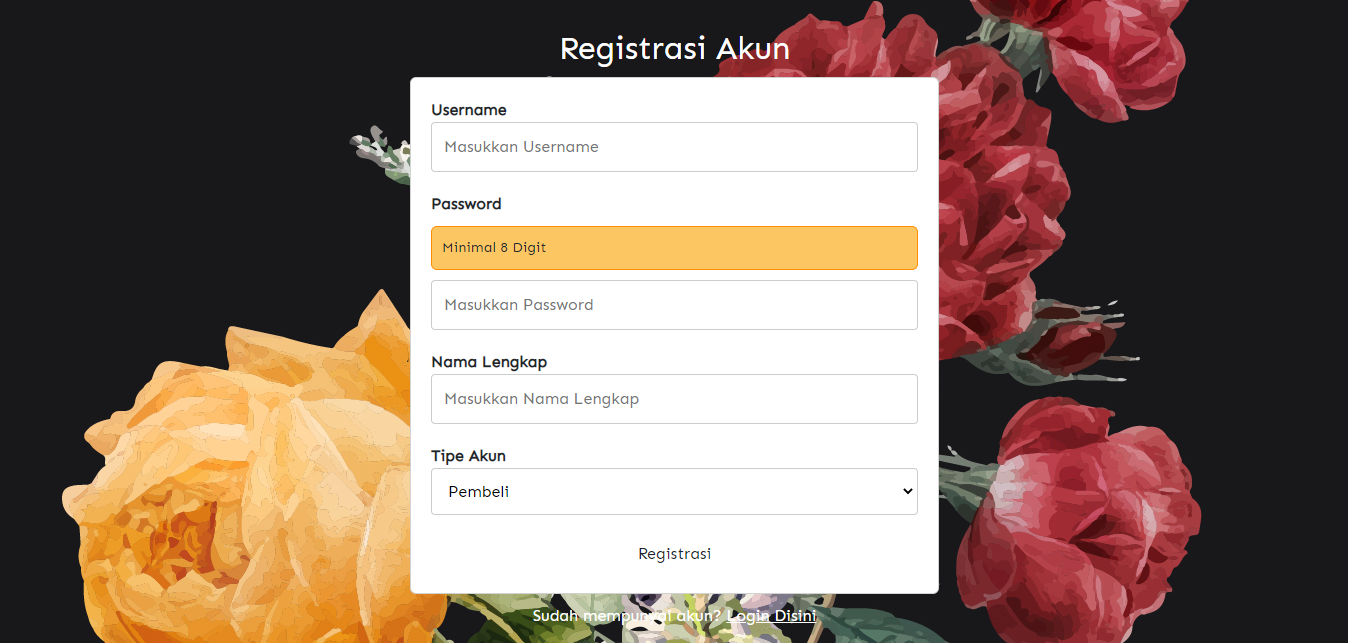 Registrasi Akun
Username
Masukkan Username
Password
Minimal 8 Digit
Masukkan Password
Nama Lengkap
Masukkan Nama Lengkap
Tipe Akun
Pembeli
Registrasi
Sudah mempunyai akun? Login Disini